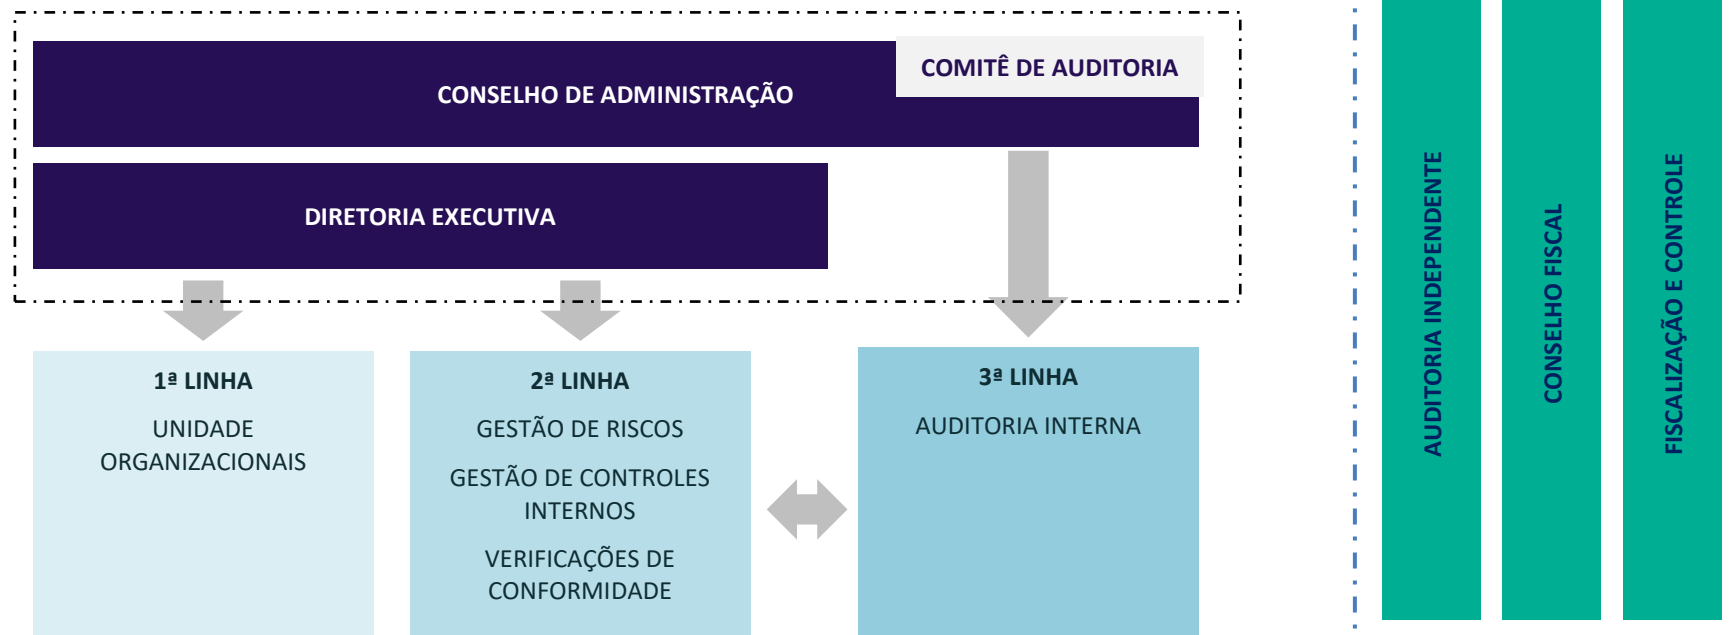 COMITÊ DE AUDITORIA
CONSELHO DE ADMINISTRAÇÃO
DIRETORIA EXECUTIVA
1ª LINHA
UNIDADE
ORGANIZACIONAIS
2ª LINHA
GESTÃO DE RISCOS
GESTÃO DE CONTROLES
INTERNOS
VERIFICAÇÕES DE
CONFORMIDADE
3ª LINHA
AUDITORIA INTERNA
AUDITORIA INDEPENDENTE
CONSELHO FISCAL
FISCALIZAÇÃO E CONTROLE